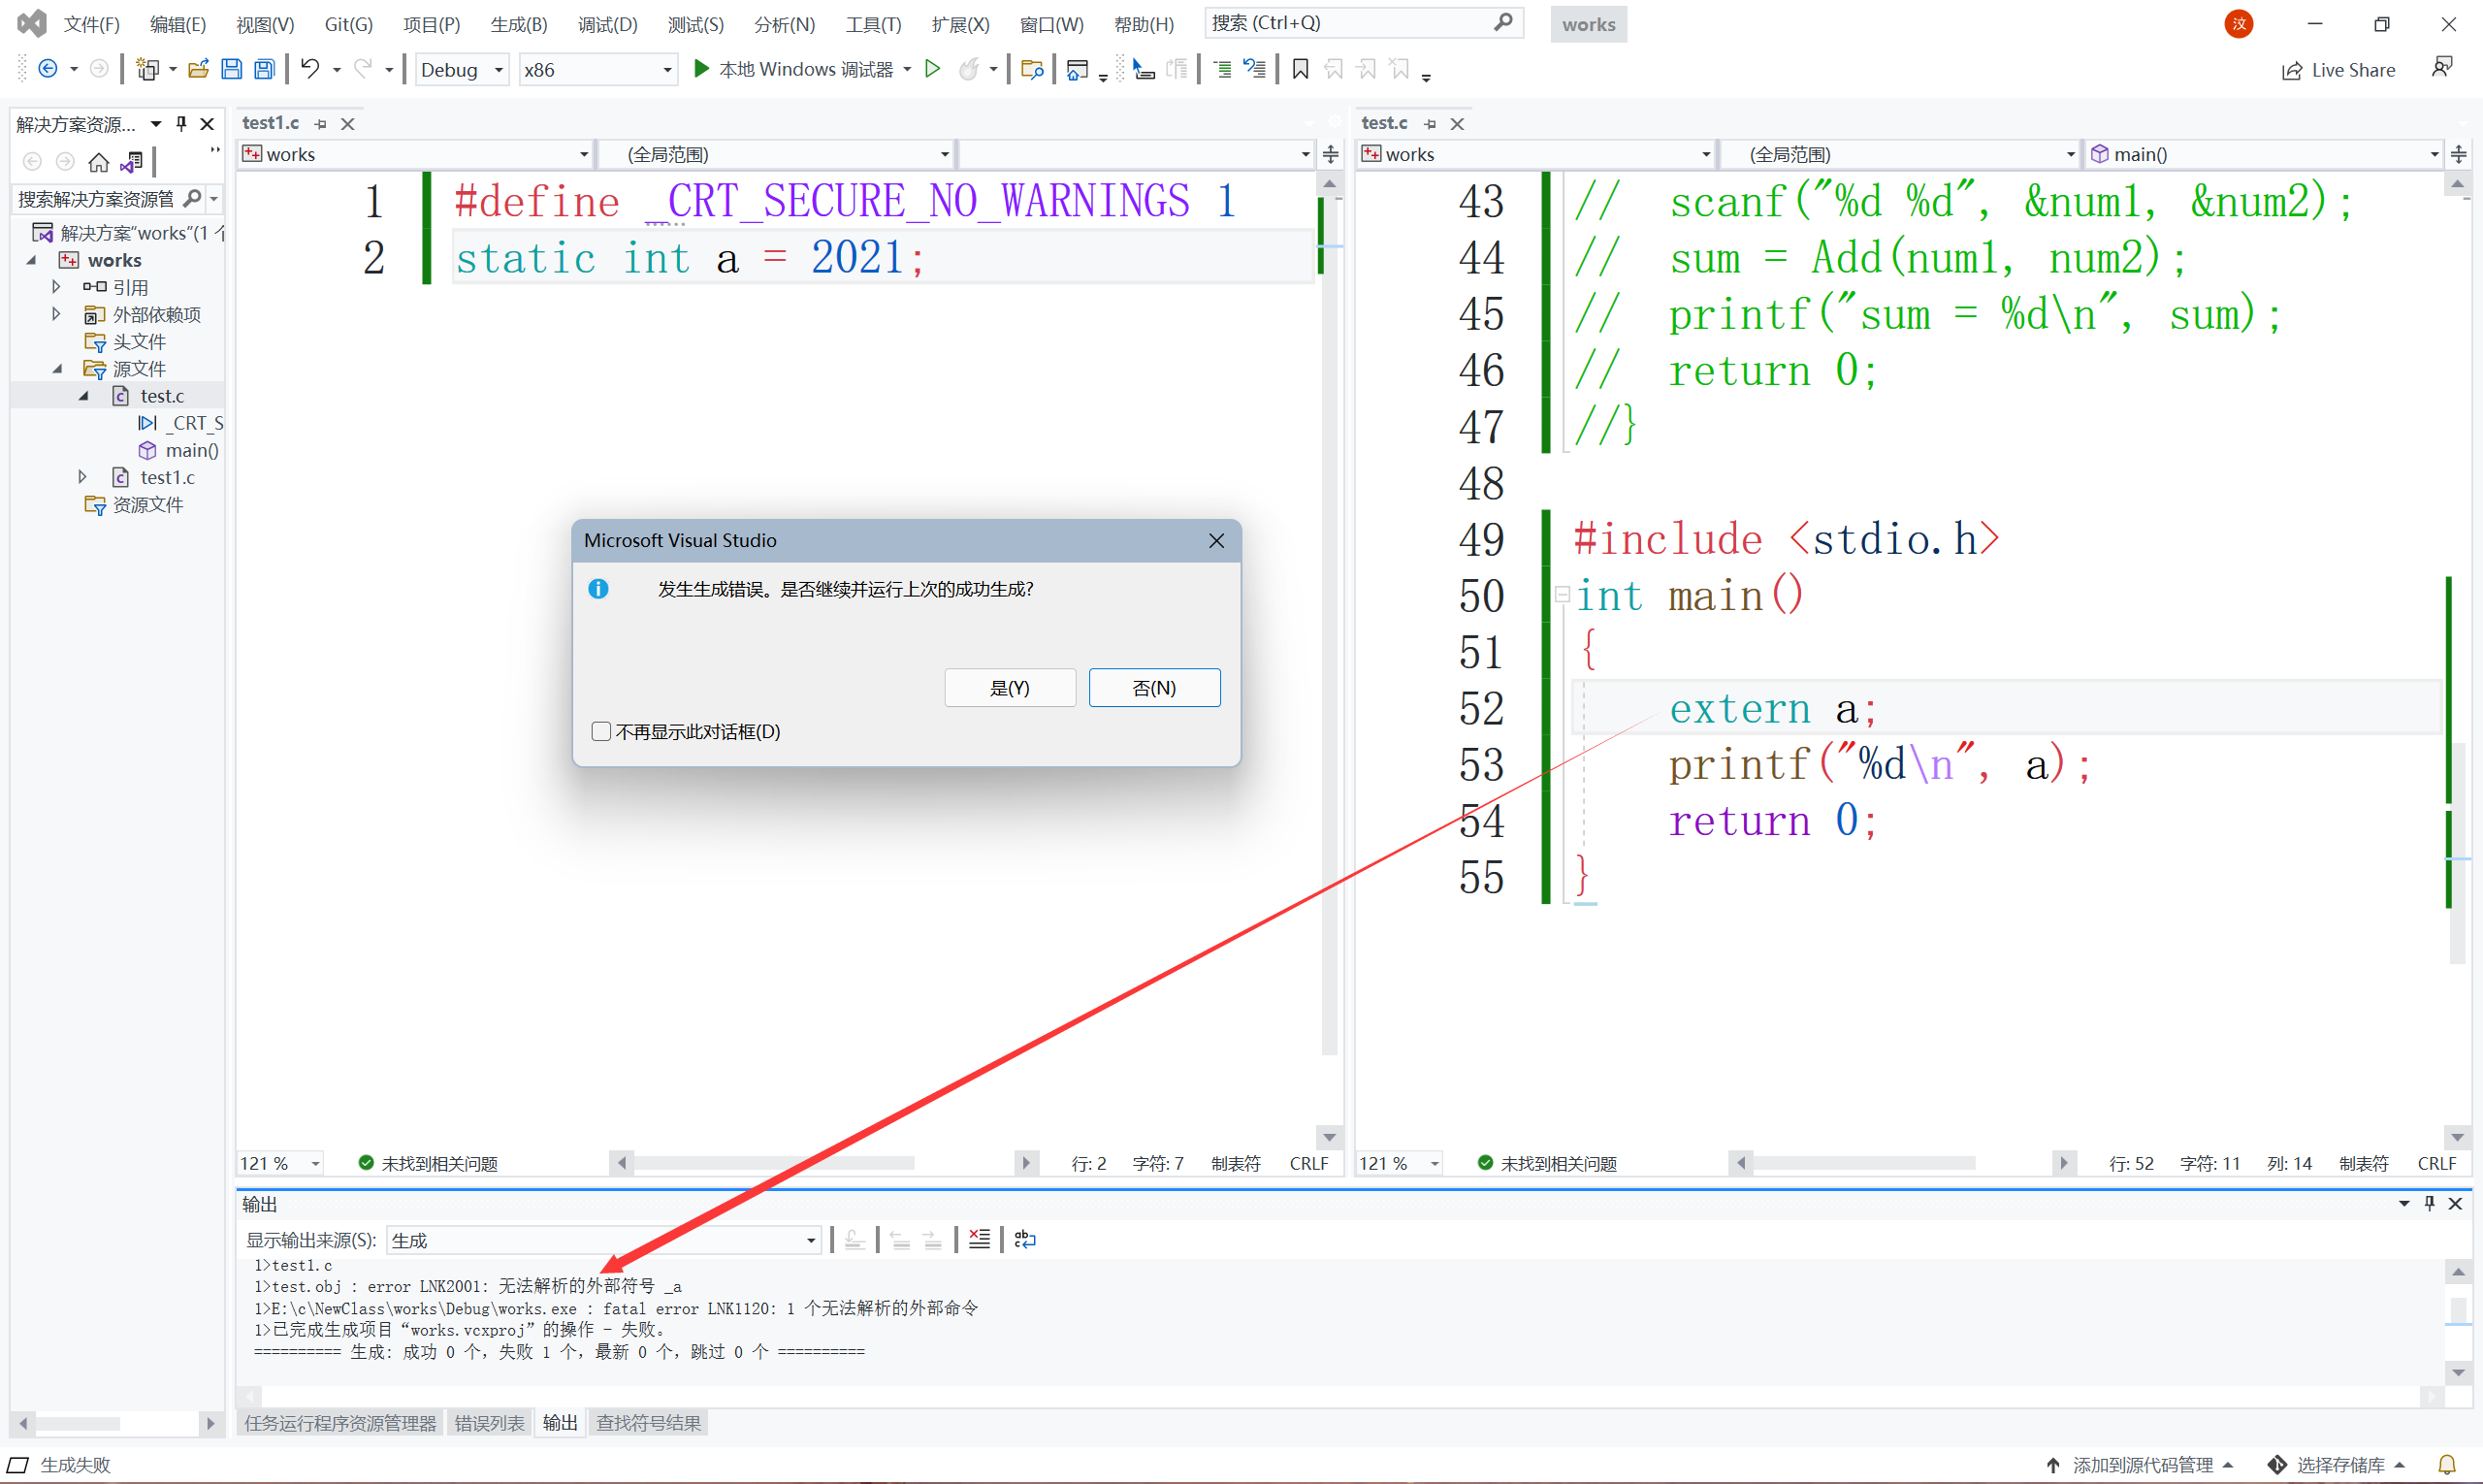 文件(F) 编辑(E) 视图(V) Git(G) 项目(P) 生成(B) 调试(D) 测试(S) 分析(N) 工具(T) 扩展(X) 窗口(W) 帮助(H) 搜索 (Ctrl+Q) works 汶
Debug x86 本地 Windows 调试器 Live Share
解决方案资源...
搜索解决方案资源管
解决方案"works"(1 个
works
引用
外部依赖项
头文件
源文件
test.c
_CRT_S
main()
test1.c
资源文件
test1.c
works (全局范围)
1 #define _CRT_SECURE_NO_WARNINGS 1
2 static int a = 2021;
121 % 未找到相关问题 行: 2 字符: 7 制表符 CRLF
test.c
works (全局范围) main()
43 // scanf("%d %d", &num1, &num2);
44 // sum = Add(num1, num2);
45 // printf("sum = %d\n", sum);
46 // return 0;
47 //}
48
49 #include <stdio.h>
50 int main()
51 {
52 extern a;
53 printf("%d\n", a);
54 return 0;
55 }
121 % 未找到相关问题 行: 52 字符: 11 列: 14 制表符 CRLF
Microsoft Visual Studio
发生生成错误。是否继续并运行上次的成功生成?
是(Y) 否(N)
不再显示此对话框(D)
输出
显示输出来源(S): 生成
1>test1.c
1>test.obj : error LNK2001: 无法解析的外部符号 _a
1>E:\c\NewClass\works\Debug\works.exe : fatal error LNK1120: 1 个无法解析的外部命令
1>已完成生成项目“works.vcxproj”的操作 - 失败。
========== 生成: 成功 0 个，失败 1 个，最新 0 个，跳过 0 个 ==========
任务运行程序资源管理器 错误列表 输出 查找符号结果
生成失败 添加到源代码管理 选择存储库